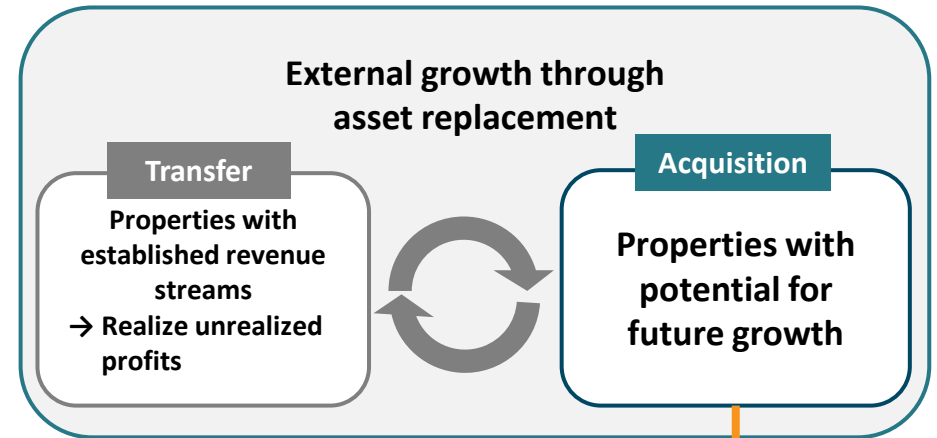 External growth through
asset replacement
Transfer
Properties with
established revenue
streams
→ Realize unrealized
profits
Acquisition
Properties with
potential for
future growth